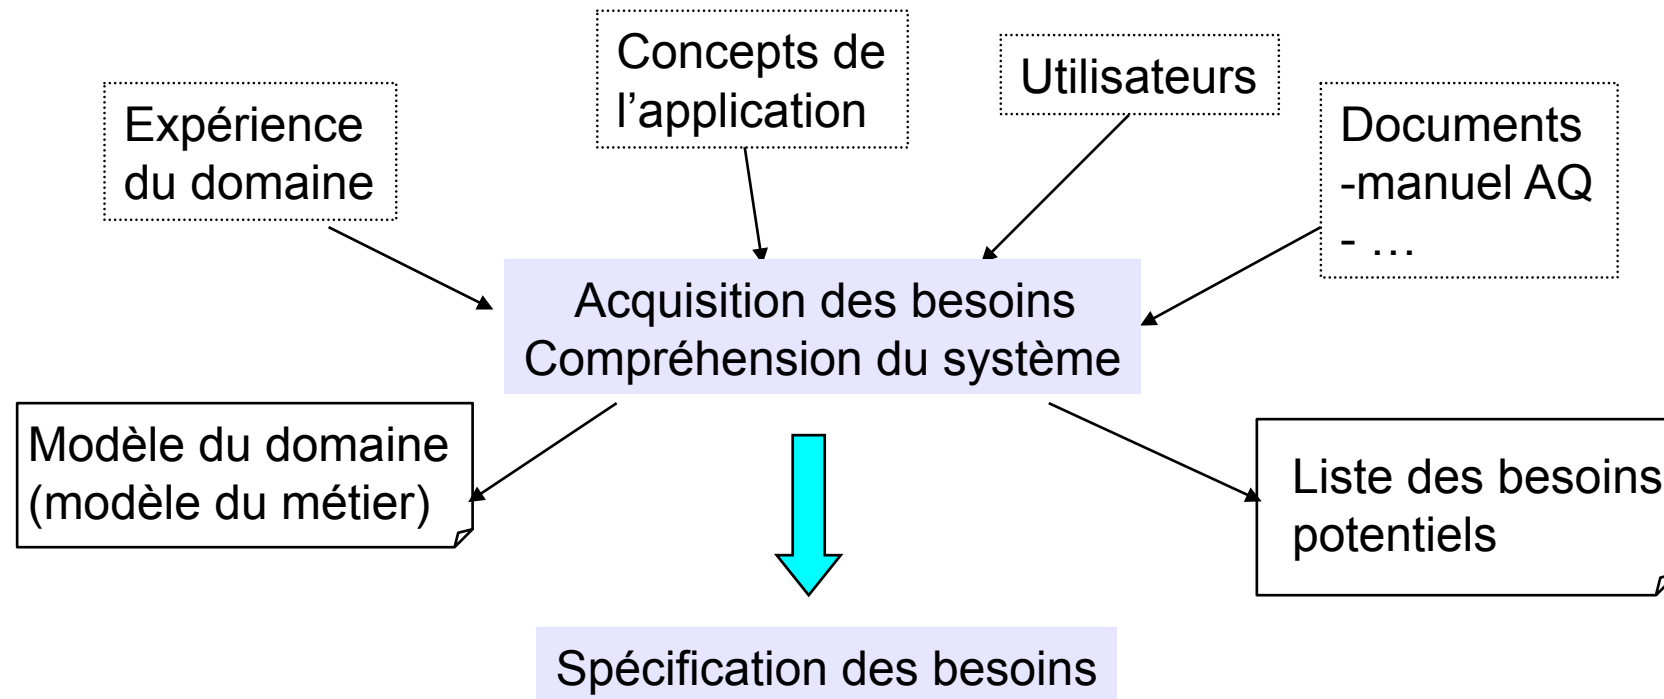 Concepts de
l’application
Utilisateurs
Expérience
du domaine
Documents
-manuel AQ
- …
Acquisition des besoins
Compréhension du système
Modèle du domaine
(modèle du métier)
Liste des besoins
potentiels
Spécification des besoins